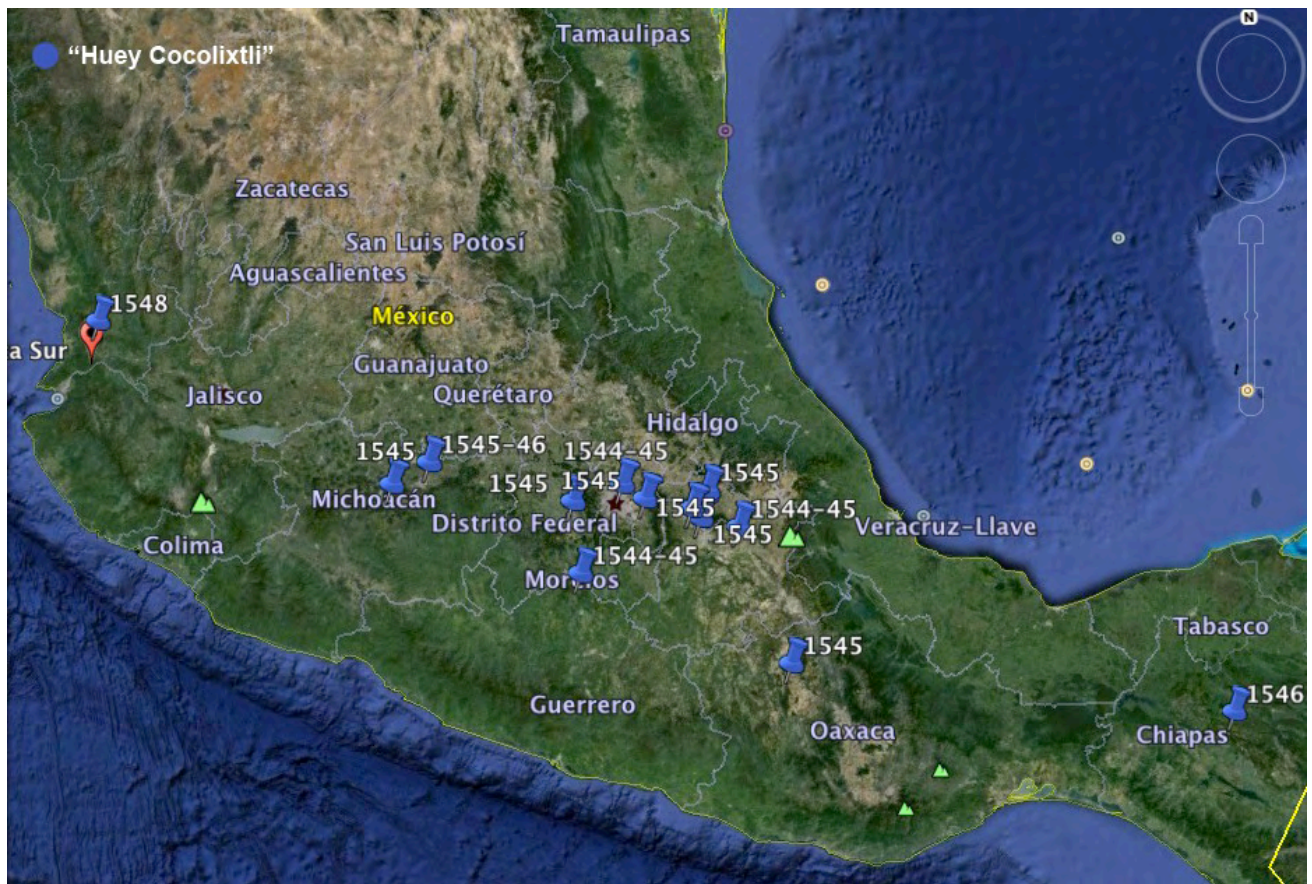 N
Tamaulipas
“Huey Cocolixtli”
Zacatecas
San Luis Potosí
Aguascalientes
1548
México
a Sur
Guanajuato
Jalisco
Querétaro
Hidalgo
1545
1545-46
1544-45
1545
1545
1545
Michoacán
1545
1544-45
Distrito Federal
1545
Veracruz-Llave
Colima
1544-45
Morelos
Tabasco
1545
1546
Guerrero
Oaxaca
Chiapas